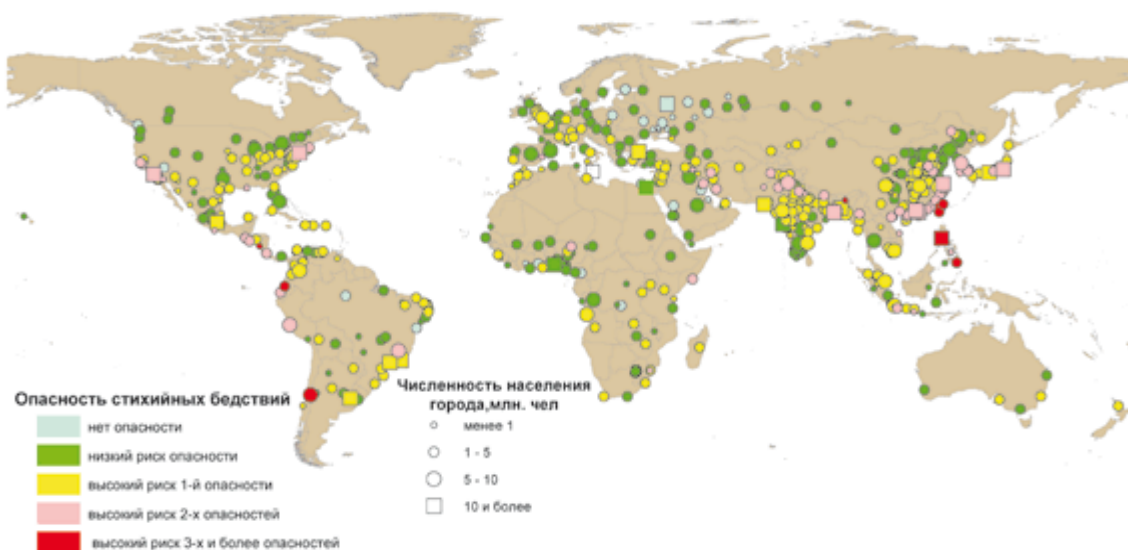 Опасность стихийных бедствий
нет опасности
низкий риск опасности
высокий риск 1-й опасности
высокий риск 2-х опасностей
высокий риск 3-х и более опасностей
Численность населения
города,млн. чел
менее 1
1 - 5
5 - 10
10 и более